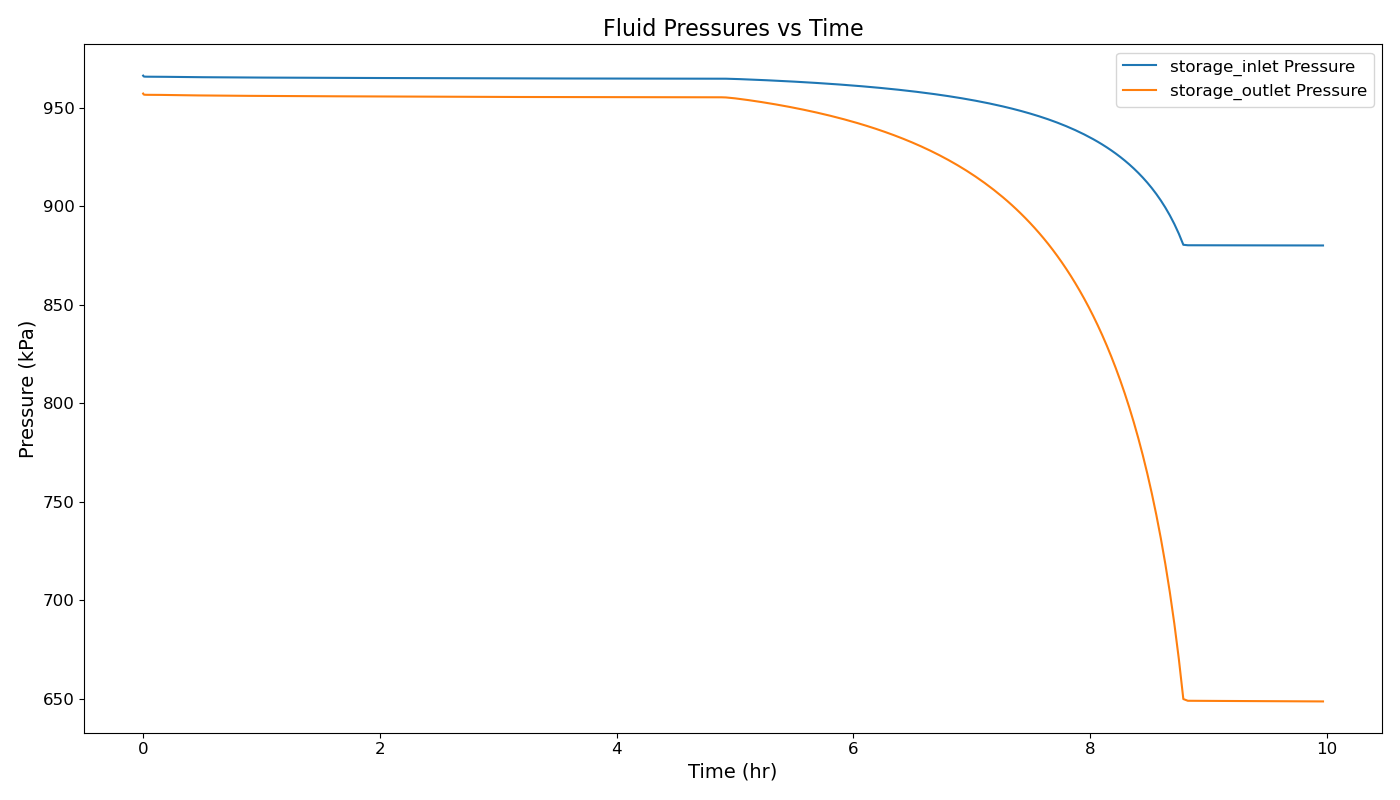 Fluid Pressures vs Time
storage_inlet Pressure
storage_outlet Pressure
Pressure (kPa)
950
900
850
800
750
700
650
0 2 4 6 8 10
Time (hr)